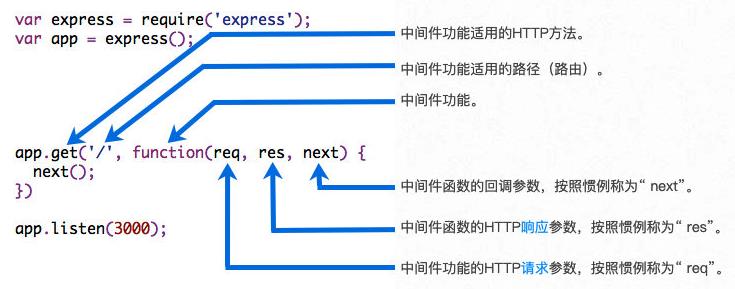 var express = require('express');
var app = express();
中间件功能适用的HTTP方法。
中间件功能适用的路径（路由）。
中间件功能。
app.get('/', function(req, res, next) {
next();
})
中间件函数的回调参数，按照惯例称为“ next”。
app.listen(3000);
中间件函数的HTTP响应参数，按照惯例称为“ res”。
中间件功能的HTTP请求参数，按照惯例称为“ req”。